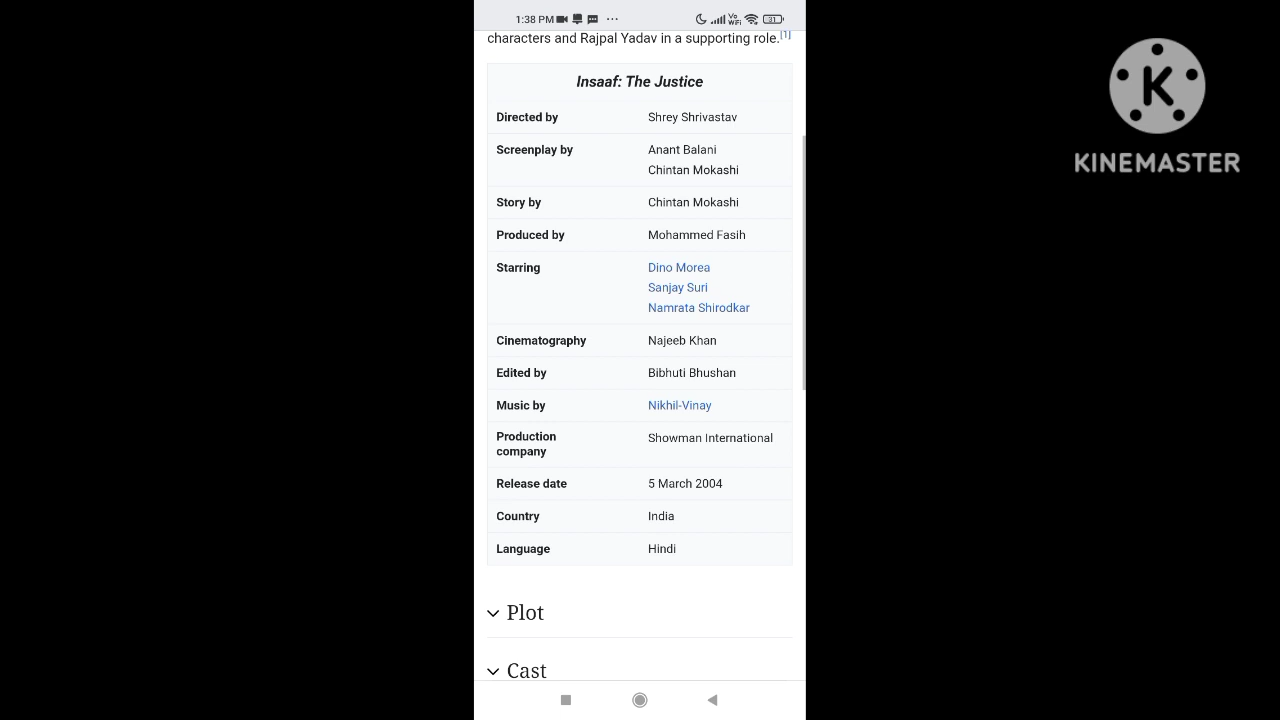 1:38 PM
Vo
WiFi
31
characters and Rajpal Yadav in a supporting role.[1]
Insaaf: The Justice
Directed by Shrey Shrivastav
Screenplay by Anant Balani
Chintan Mokashi
Story by Chintan Mokashi
Produced by Mohammed Fasih
Starring Dino Morea
Sanjay Suri
Namrata Shirodkar
Cinematography Najeeb Khan
Edited by Bibhuti Bhushan
Music by Nikhil-Vinay
Production Showman International
company
Release date 5 March 2004
Country India
Language Hindi
Plot
Cast
K
KINEMASTER